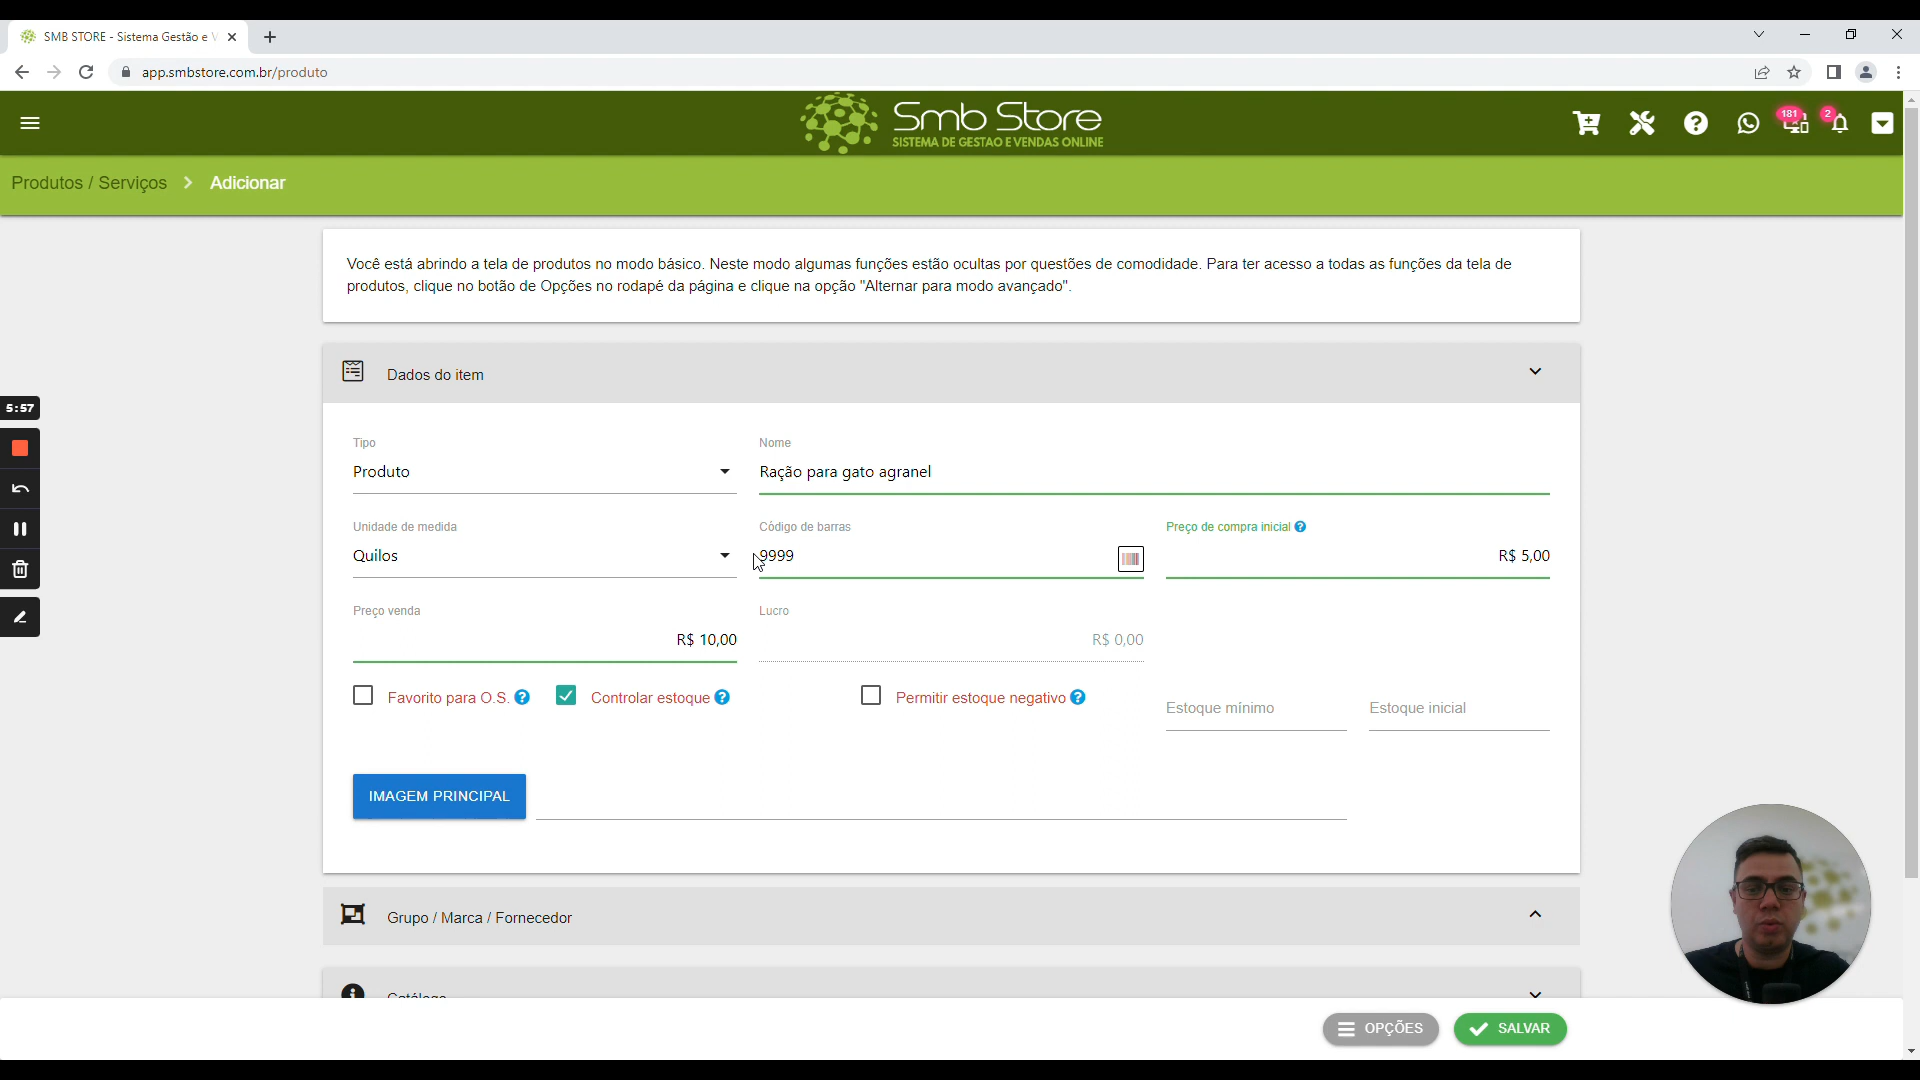 SMB STORE - Sistema Gestão e V
app.smbstore.com.br/produto
Smb Store
SISTEMA DE GESTAO E VENDAS ONLINE
181
2
Produtos / Serviços
Adicionar
Você está abrindo a tela de produtos no modo básico. Neste modo algumas funções estão ocultas por questões de comodidade. Para ter acesso a todas as funções da tela de
produtos, clique no botão de Opções no rodapé da página e clique na opção "Alternar para modo avançado".
Dados do item
5:57
Tipo
Nome
Produto
Ração para gato agranel
Unidade de medida
Código de barras
Preço de compra inicial
Quilos
9999
R$ 5,00
Preço venda
Lucro
R$ 10,00
R$ 0,00
Favorito para O.S.
Controlar estoque
Permitir estoque negativo
Estoque mínimo
Estoque inicial
IMAGEM PRINCIPAL
Grupo / Marca / Fornecedor
Catálogo
OPÇÕES
SALVAR